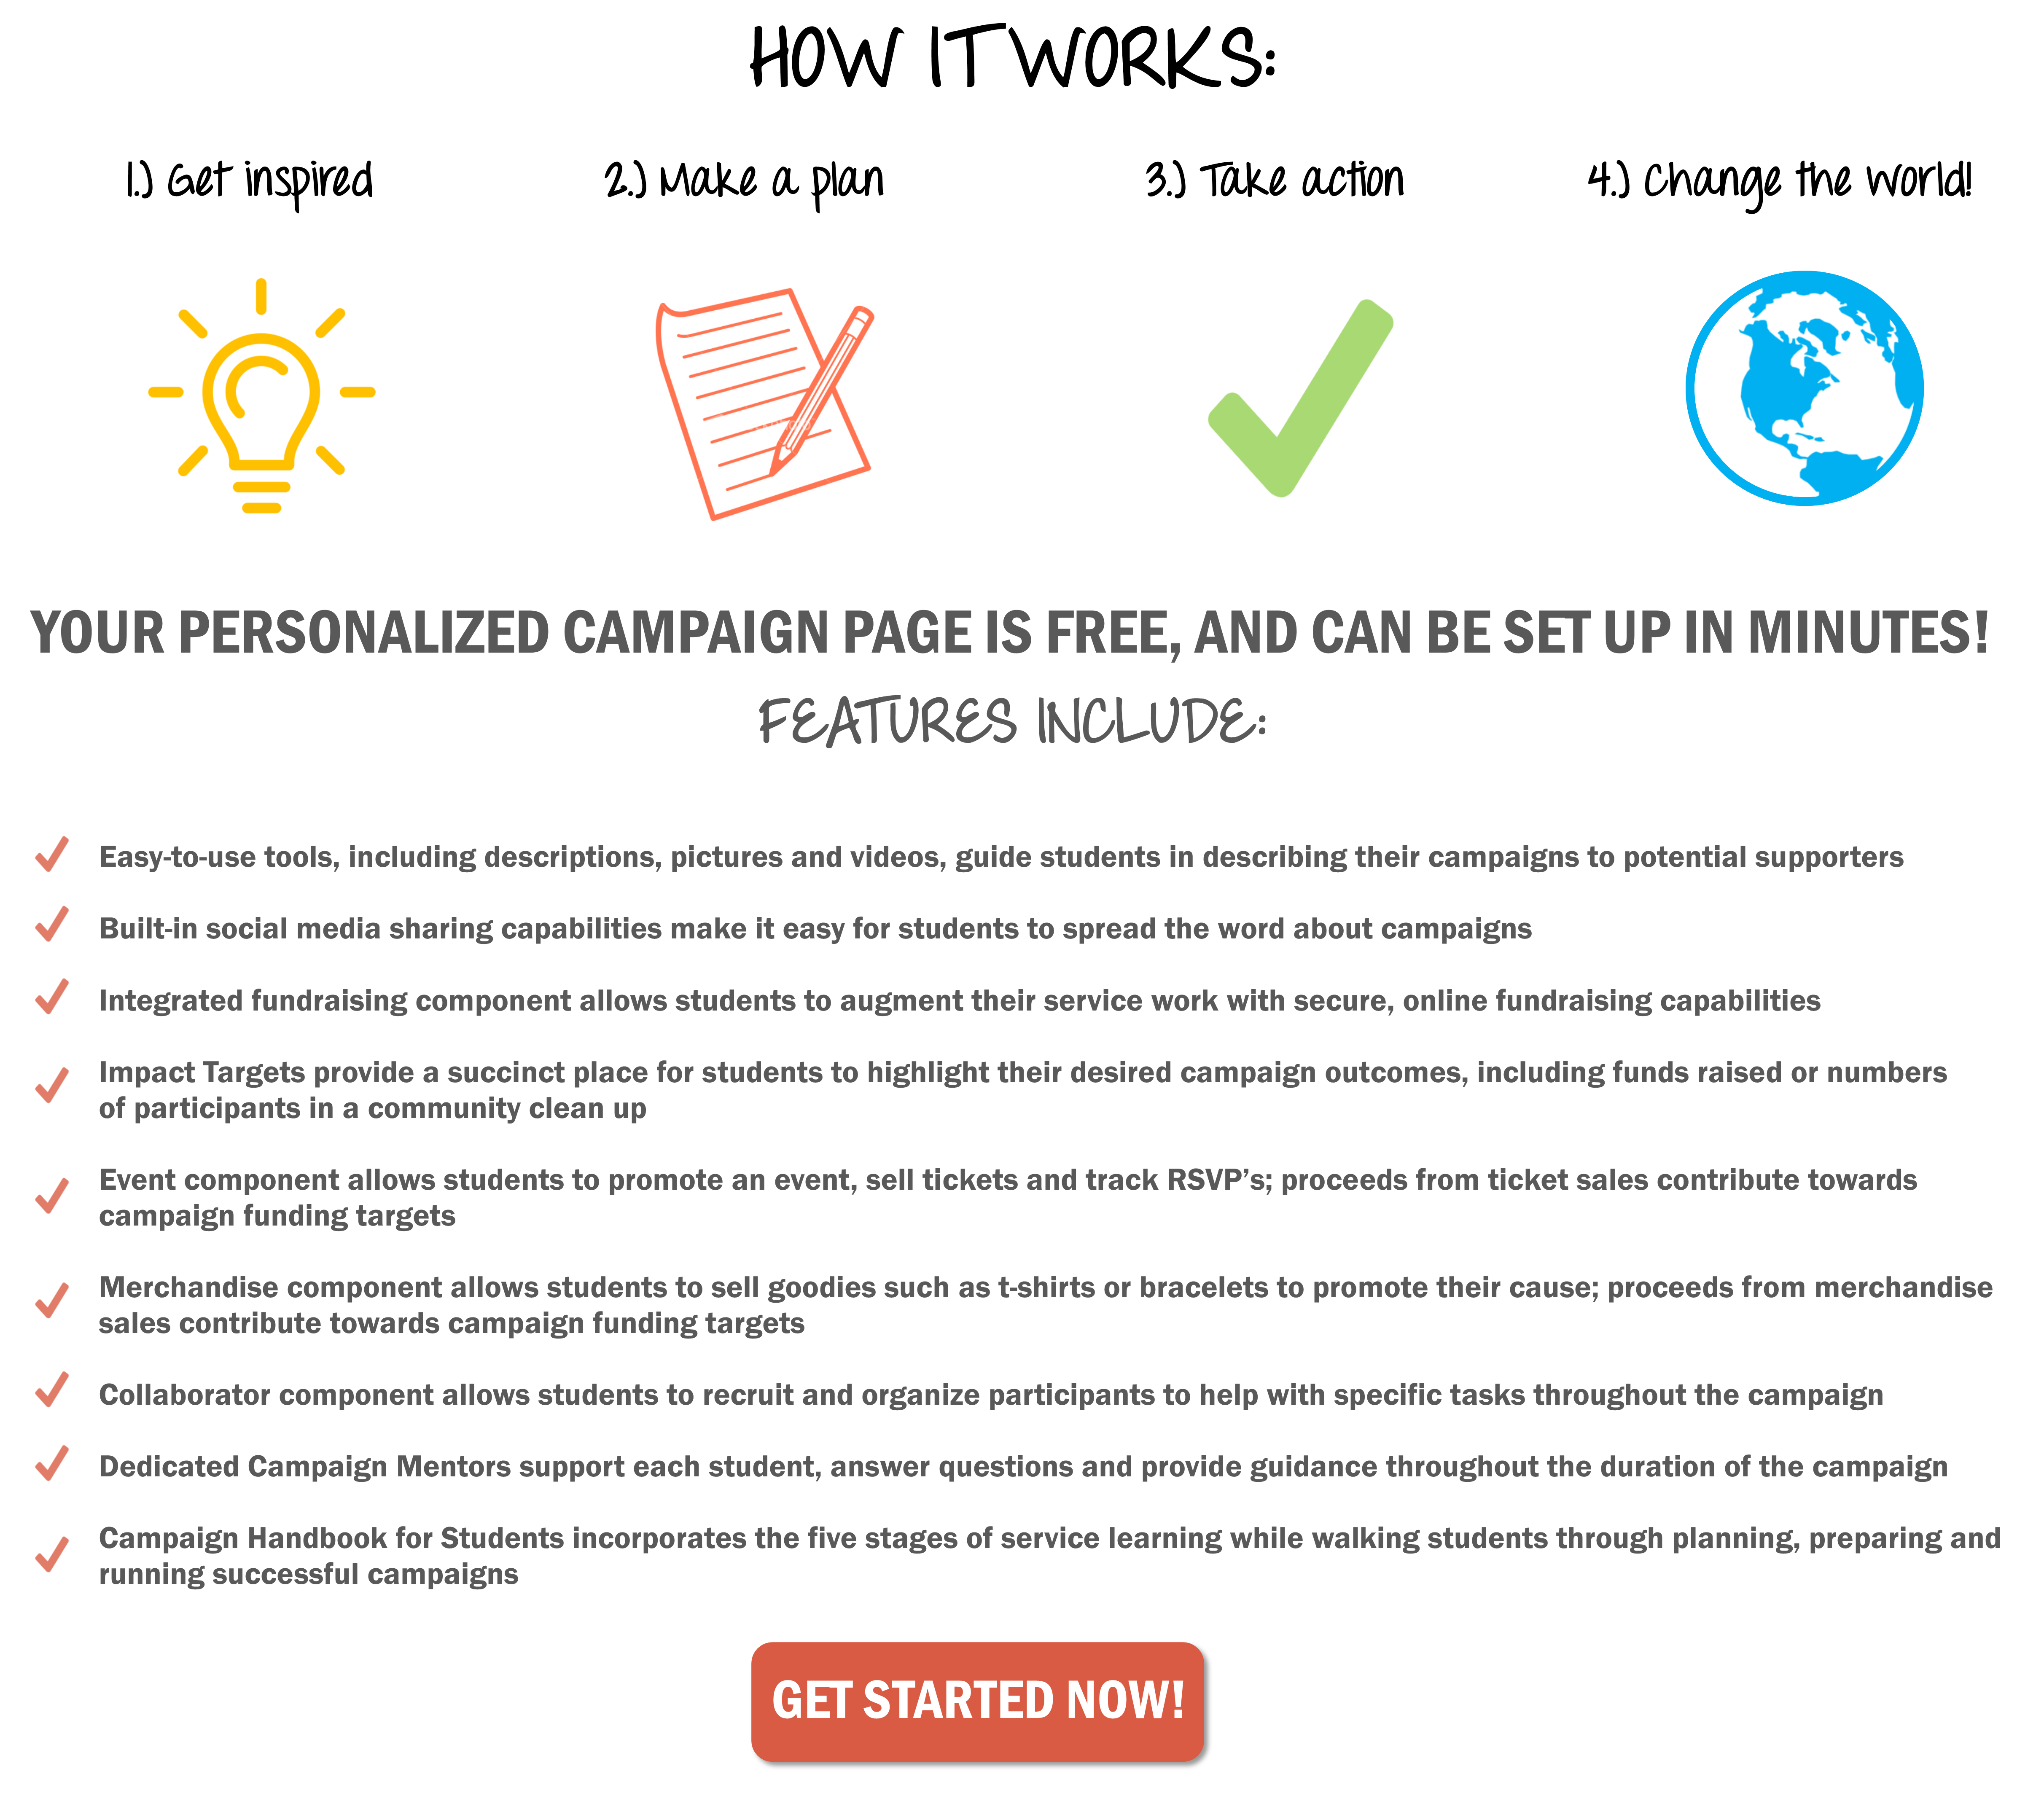 HOW IT WORKS:
1.) Get inspired
2.) Make a plan
3.) Take action
4.) Change the world!
YOUR PERSONALIZED CAMPAIGN PAGE IS FREE, AND CAN BE SET UP IN MINUTES!
FEATURES INCLUDE:
Easy-to-use tools, including descriptions, pictures and videos, guide students in describing their campaigns to potential supporters
Built-in social media sharing capabilities make it easy for students to spread the word about campaigns
Integrated fundraising component allows students to augment their service work with secure, online fundraising capabilities
Impact Targets provide a succinct place for students to highlight their desired campaign outcomes, including funds raised or numbers
of participants in a community clean up
Event component allows students to promote an event, sell tickets and track RSVP’s; proceeds from ticket sales contribute towards
campaign funding targets
Merchandise component allows students to sell goodies such as t-shirts or bracelets to promote their cause; proceeds from merchandise
sales contribute towards campaign funding targets
Collaborator component allows students to recruit and organize participants to help with specific tasks throughout the campaign
Dedicated Campaign Mentors support each student, answer questions and provide guidance throughout the duration of the campaign
Campaign Handbook for Students incorporates the five stages of service learning while walking students through planning, preparing and
running successful campaigns
GET STARTED NOW!